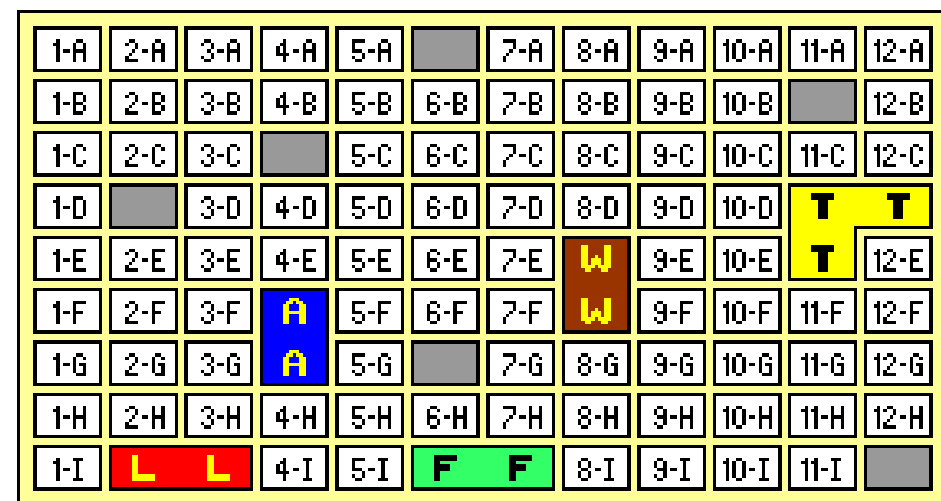 1-A 2-A 3-A 4-A 5-A 7-A 8-A 9-A 10-A 11-A 12-A
1-B 2-B 3-B 4-B 5-B 6-B 7-B 8-B 9-B 10-B 12-B
1-C 2-C 3-C 5-C 6-C 7-C 8-C 9-C 10-C 11-C 12-C
1-D 3-D 4-D 5-D 6-D 7-D 8-D 9-D 10-D T T
1-E 2-E 3-E 4-E 5-E 6-E 7-E W 9-E 10-E T 12-E
1-F 2-F 3-F A 5-F 6-F 7-F W 9-F 10-F 11-F 12-F
1-G 2-G 3-G A 5-G 7-G 8-G 9-G 10-G 11-G 12-G
1-H 2-H 3-H 4-H 5-H 6-H 7-H 8-H 9-H 10-H 11-H 12-H
1-I L L 4-I 5-I F F 8-I 9-I 10-I 11-I